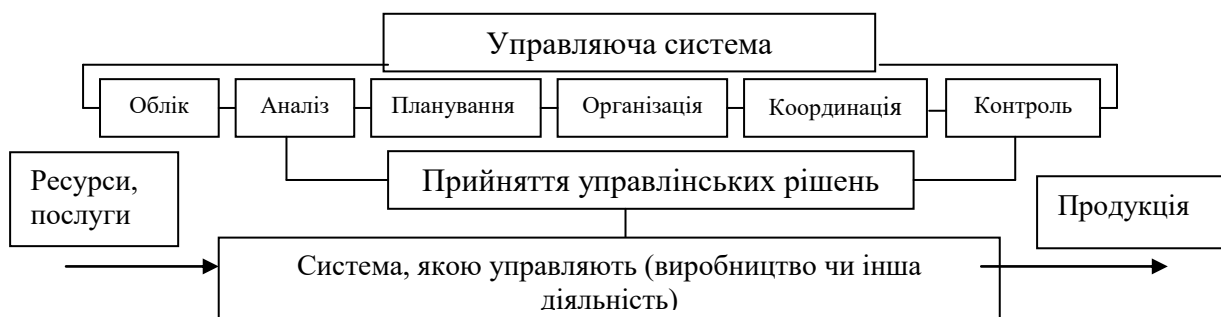 Управляюча система
Облік
Аналіз
Планування
Організація
Координація
Контроль
Ресурси,
послуги
Прийняття управлінських рішень
Продукція
Система, якою управляють (виробництво чи інша
діяльність)